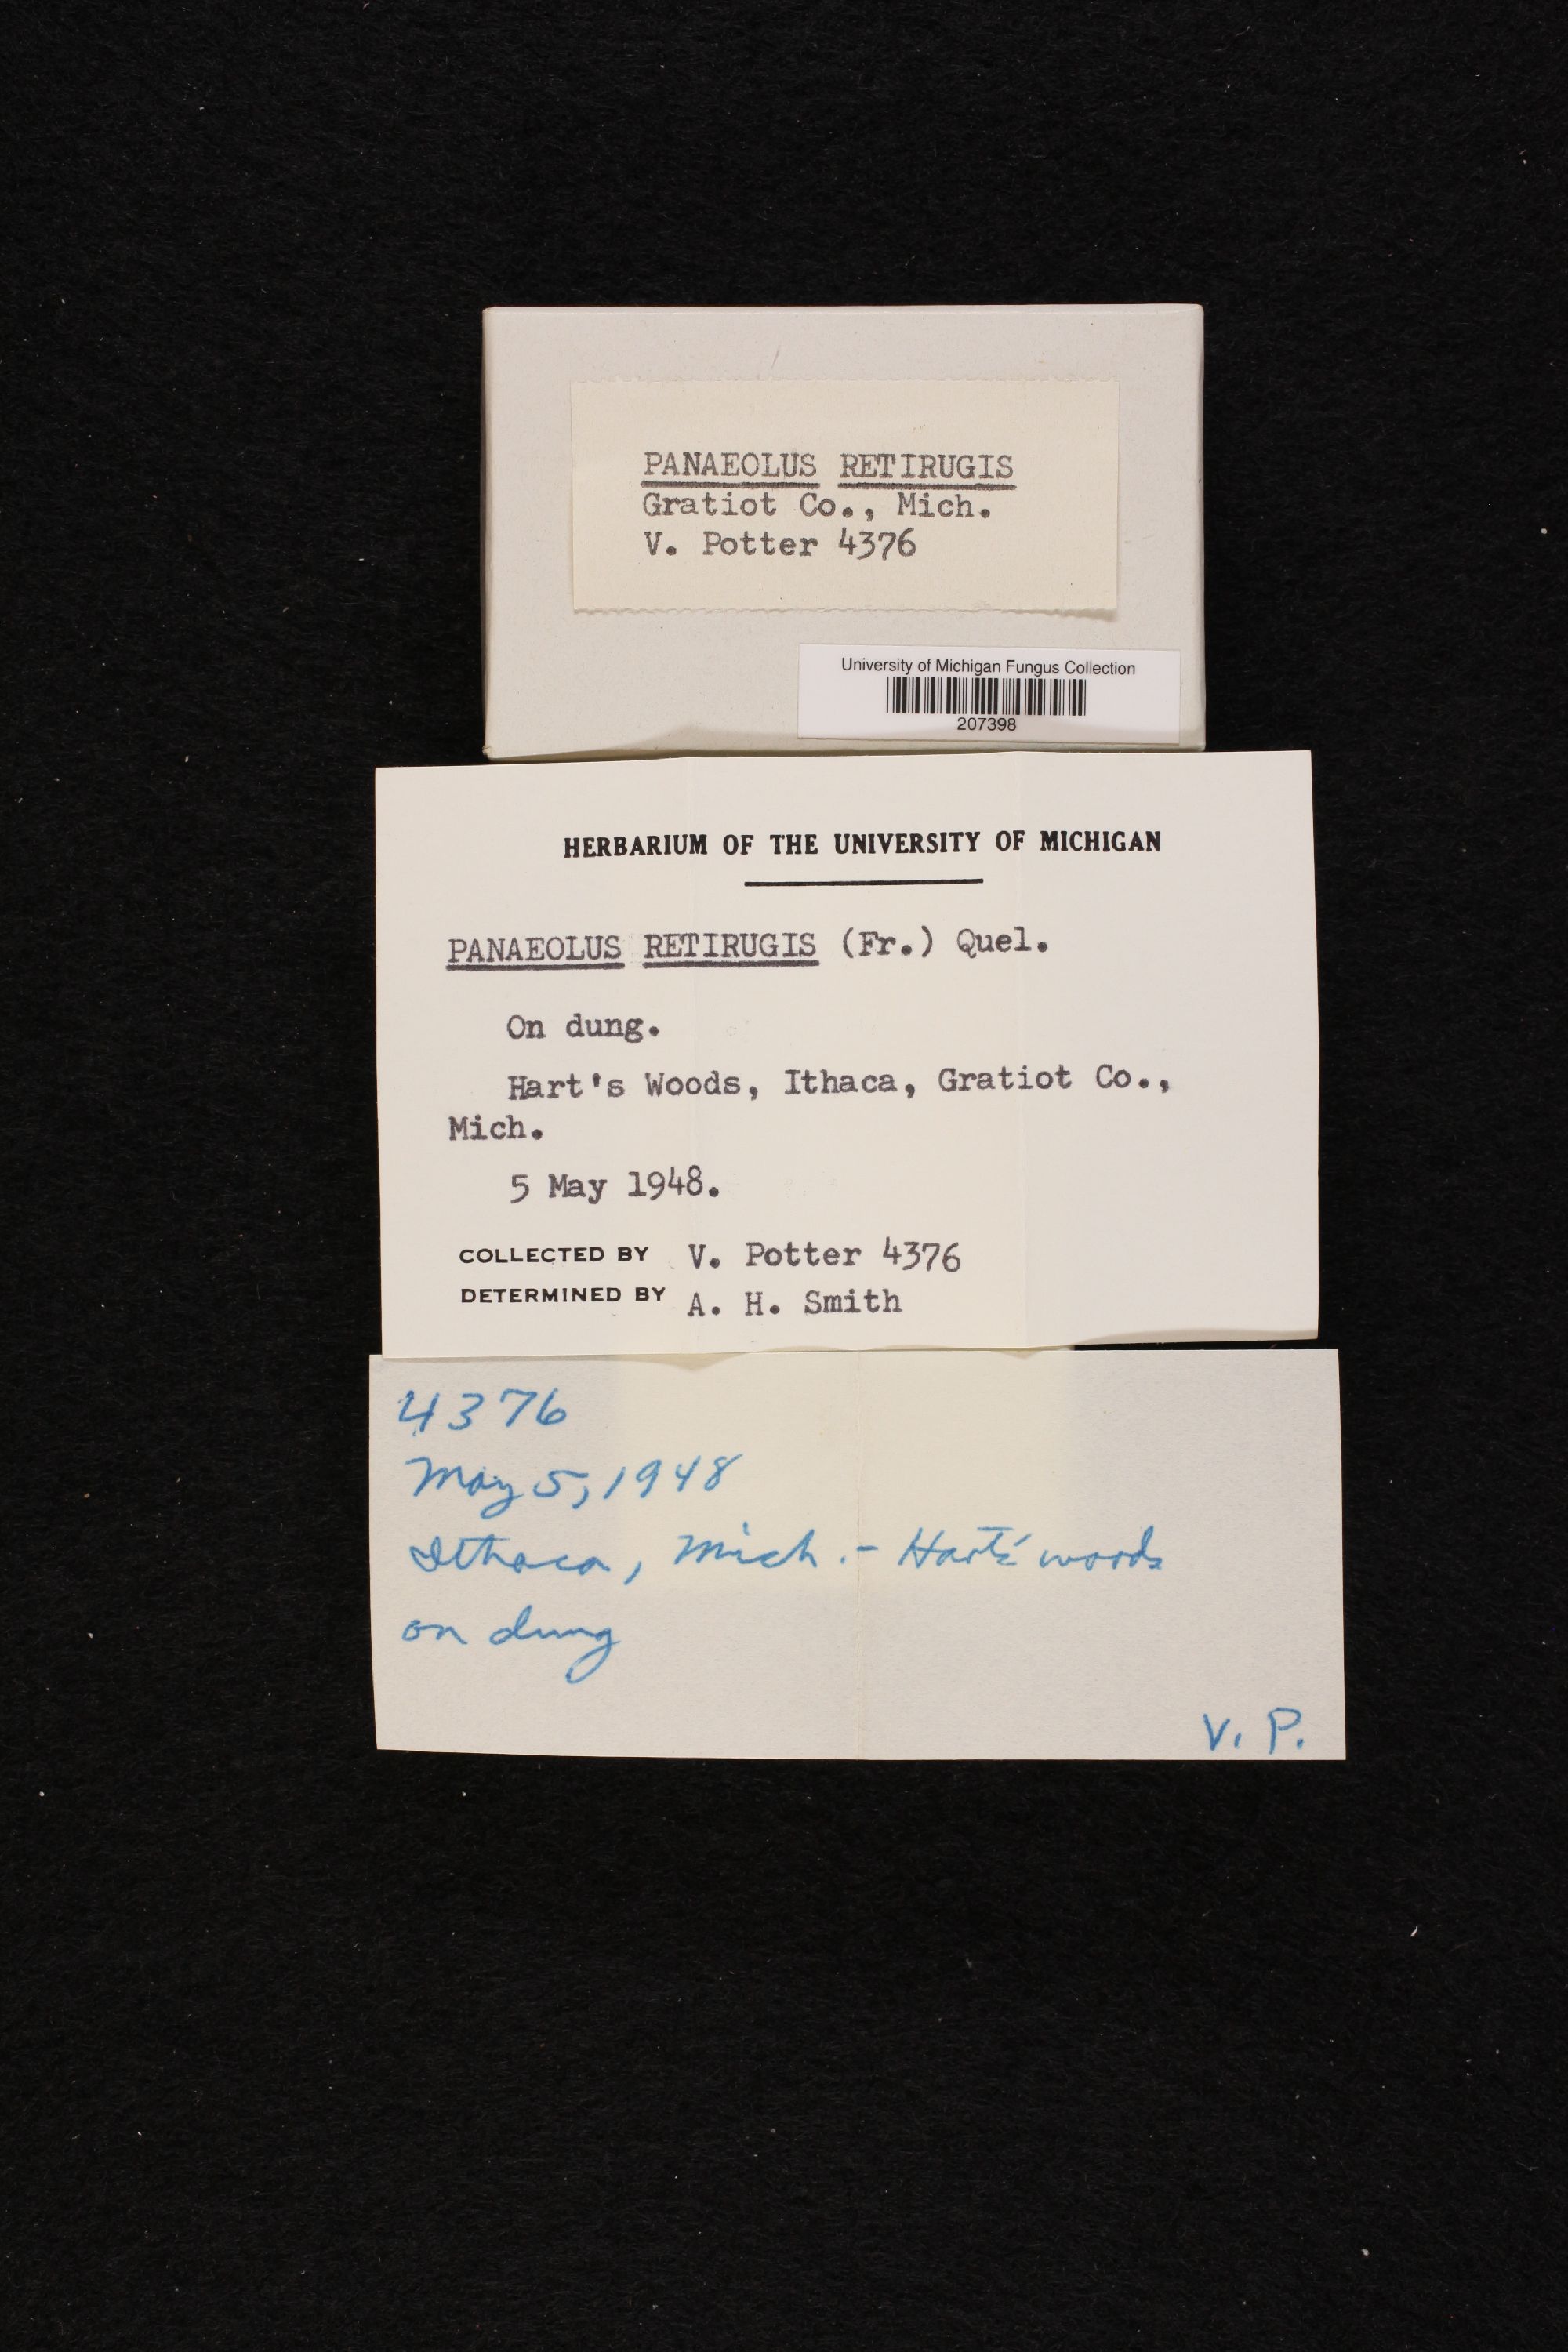 PANAEOLUS RETIRUGIS
Gratiot Co., Mich.
V. Potter 4376
University of Michigan Fungus Collection
207398
HERBARIUM OF THE UNIVERSITY OF MICHIGAN
PANAEOLUS RETIRUGIS (Fr.) Quel.
On dung.
Hart's Woods, Ithaca, Gratiot Co.,
Mich.
5 May 1948.
COLLECTED BY V. Potter 4376
DETERMINED BY A. H. Smith
4376
May 5, 1948
Ithaca, Mich. - Hart's woods
on dung
V. P.